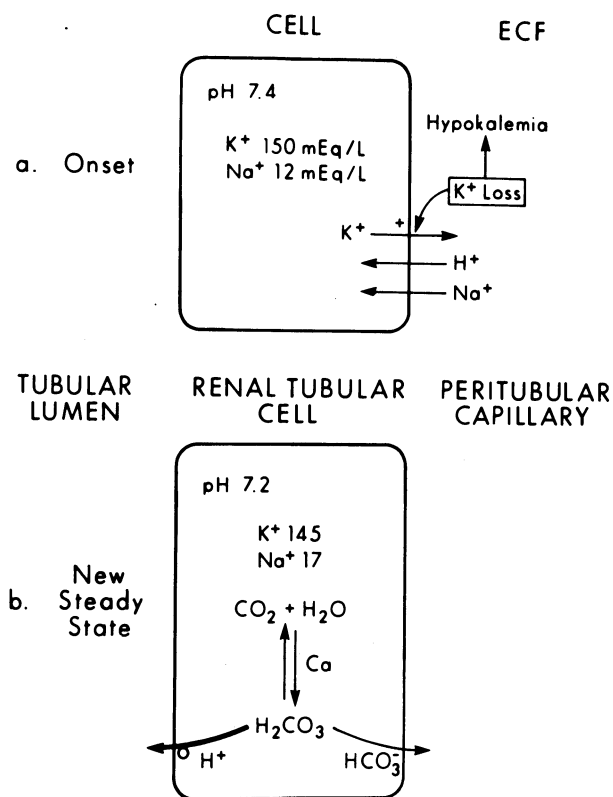 CELL
ECF
pH 7.4
K+ 150 mEq/L
Na+ 12 mEq/L
a. Onset
Hypokalemia
K+ Loss
K+
+
H+
Na+
TUBULAR
LUMEN
RENAL TUBULAR
CELL
PERITUBULAR
CAPILLARY
pH 7.2
K+ 145
Na+ 17
b. New
Steady
State
CO2 + H2O
Ca
H2CO3
H+
HCO3-